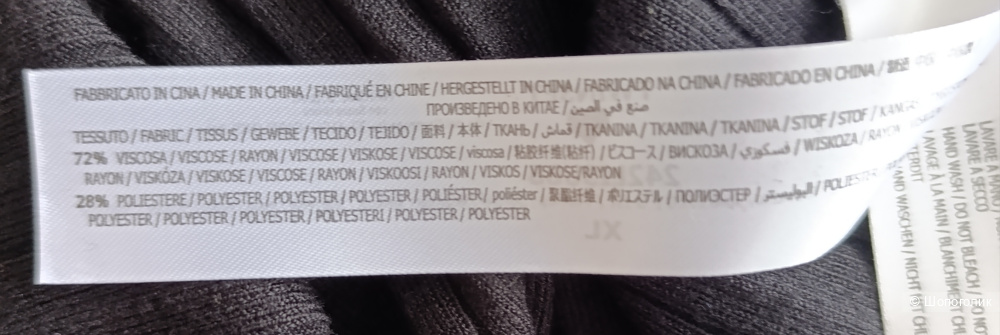 FABBRICATO IN CINA / MADE IN CHINA / FABRIQUÉ EN CHINE / HERGESTELLT IN CHINA / FABRICADO NA CHINA / FABRICADO EN CHINA /
ПРОИЗВЕДЕНО В КИТАЕ / صنع في الصين
TESSUTO / FABRIC / TISSUS / GEWEBE / TECIDO / TEJIDO / 面料 / 本体 / ТКАНЬ / قماش / TKANINA / TKANINA / TKANINA / STOF / STOF /
72% VISCOSA / VISCOSE / RAYON / VISCOSE / VISKOSE / VISCOSE / viscosa / 粘胶纤维(粘纤) / ビスコース / ВИСКОЗА / فسكوزي / WISKOZA /
RAYON / VISKÓZA / VISKOSE / VISCOSE / RAYON / VISKOOSI / RAYON / VISKOS / VISKOSE/RAYON
28% POLIESTERE / POLYESTER / POLYESTER / POLYESTER / POLIÉSTER / poliéster / 聚酯纤维 / ポリエステル / ПОЛИЭСТЕР / البوليستر /
POLYESTER / POLYESTER / POLYESTER / POLYESTERI / POLYESTER / POLYESTER
XL
LAVARE A SECCO
HAND WASH / DO NOT BLEACH / DO NO
LAVAGE À LA MAIN / BLANCHIM
WASCHEN / NICHT
© Шопоголик